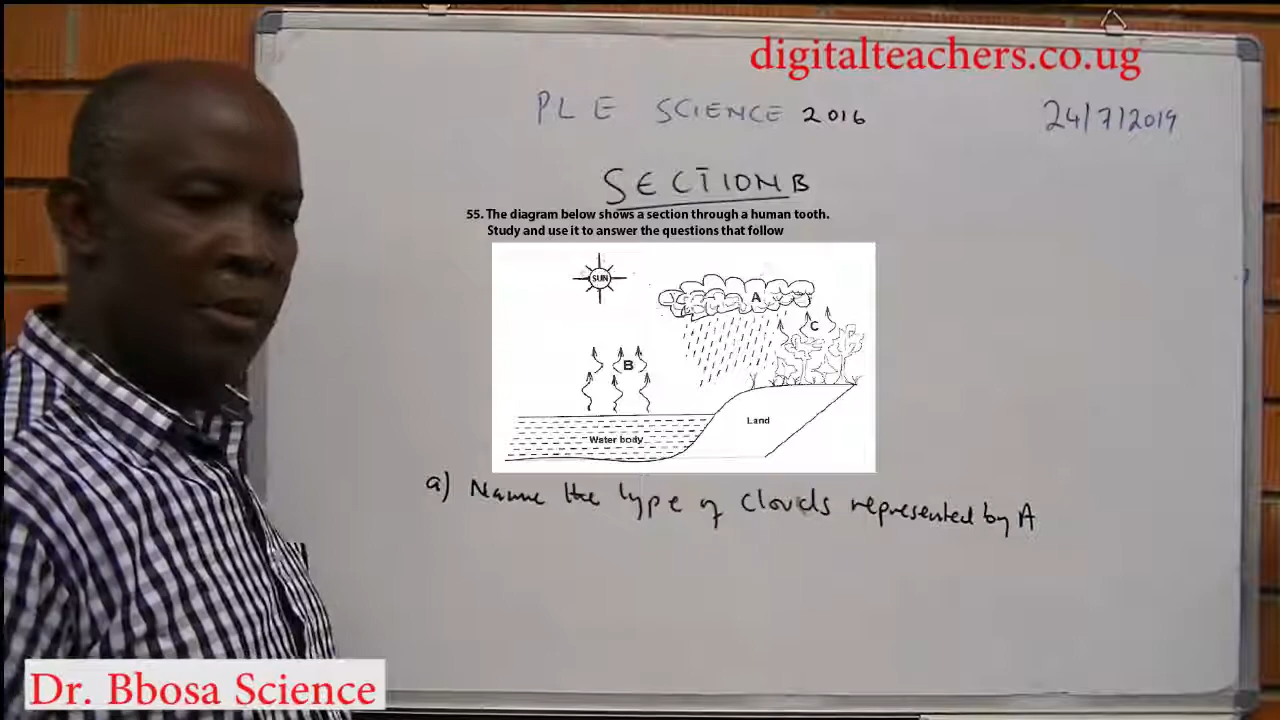 digitalteachers.co.ug
PLE SCIENCE 2016
24/7/2019
SECTION B
55. The diagram below shows a section through a human tooth.
Study and use it to answer the questions that follow
SUN
A
C
B
Land
Water body
a) Name the type of clouds represented by A
Dr. Bbosa Science